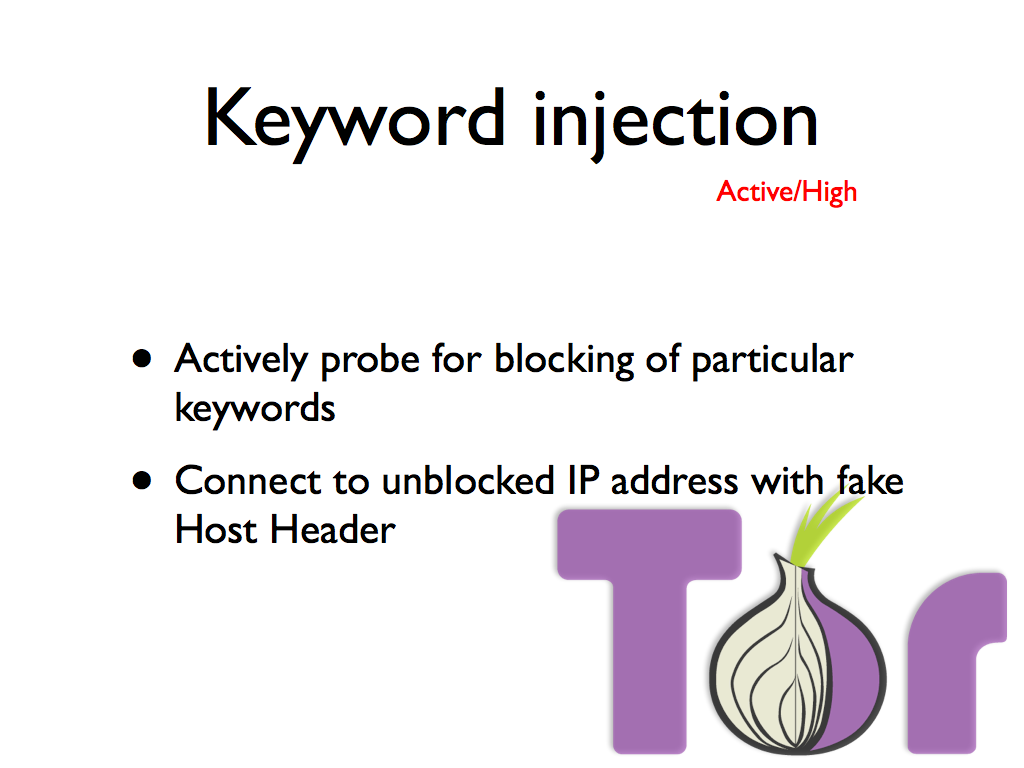 Keyword injection
Active/High
• Actively probe for blocking of particular
keywords
• Connect to unblocked IP address with fake
Host Header
Tor